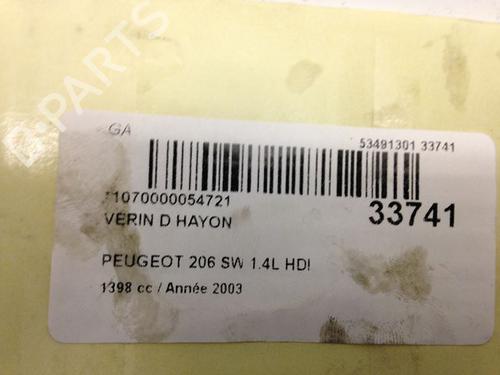 B-PARTS
GA
53491301 33741
*1070000054721
33741
VERIN D HAYON
PEUGEOT 206 SW 1.4L HDI
1398 cc / Année 2003